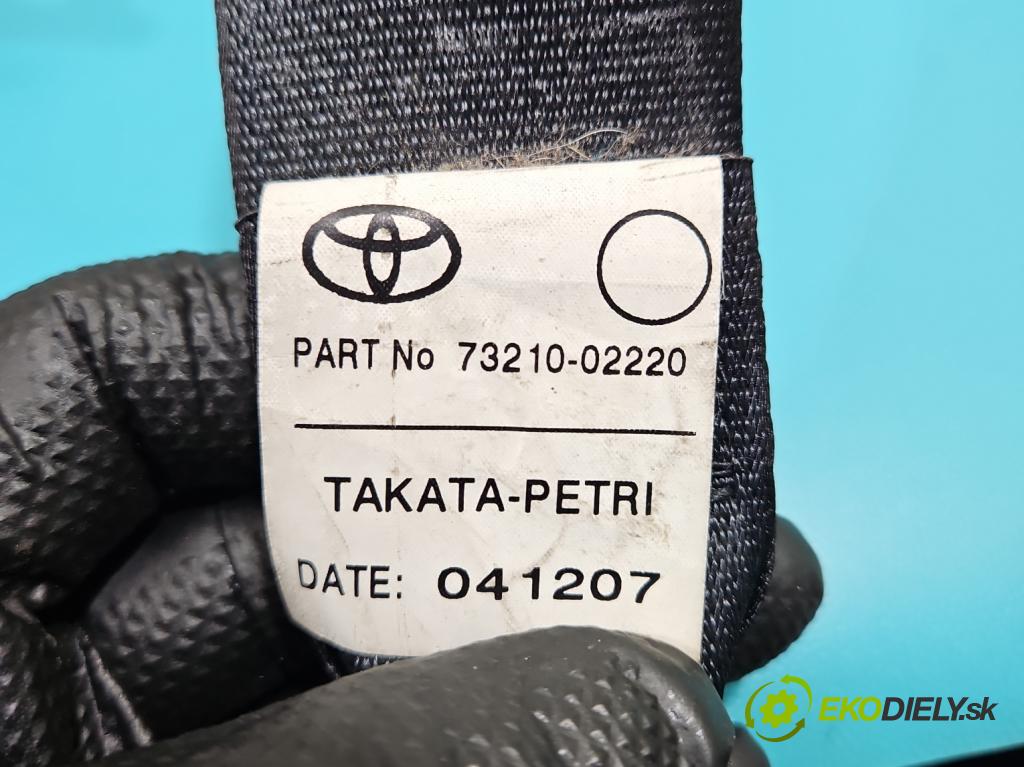 PART No 73210-02220
TAKATA-PETRI
DATE: 041207
EKODIELY.sk